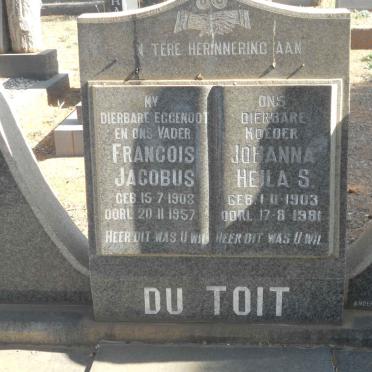 IN TERE HERINNERING AAN
MY
DIERBARE EGGENOOT
EN ONS VADER
FRANCOIS
JACOBUS
GEB. 15·7·1903
OORL. 20·11·1957
HEER DIT WAS U WIL
ONS
DIERBARE
MOEDER
JOHANNA
HEILA S.
GEB. 1·11·1903
OORL. 17·8·1981
HEER DIT WAS U WIL
DU TOIT